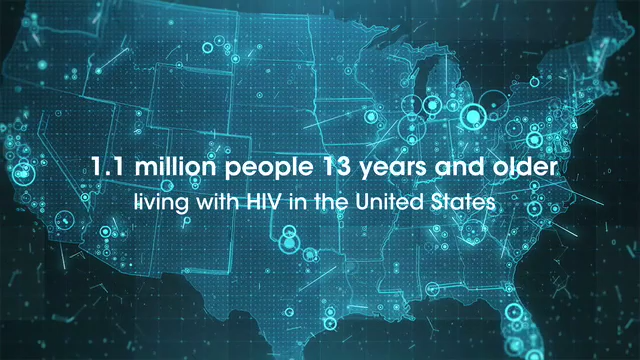 1.1 million people 13 years and older
living with HIV in the United States